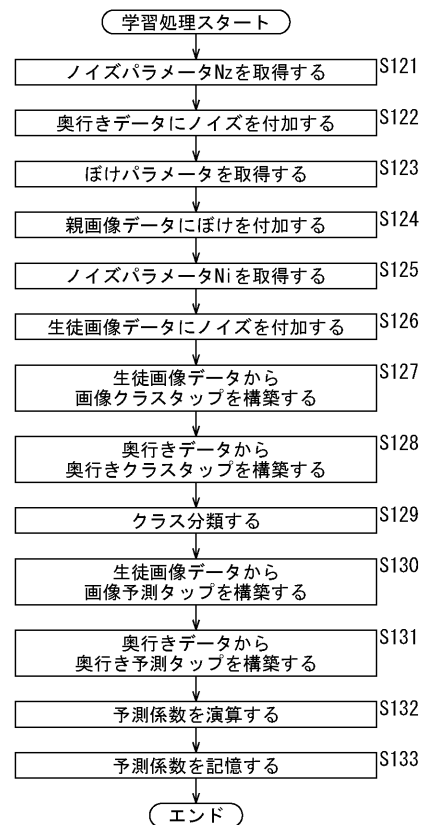 学習処理スタート
ノイズパラメータNzを取得する S121
奥行きデータにノイズを付加する S122
ぼけパラメータを取得する S123
親画像データにぼけを付加する S124
ノイズパラメータNiを取得する S125
生徒画像データにノイズを付加する S126
生徒画像データから S127
画像クラスタップを構築する
奥行きデータから S128
奥行きクラスタップを構築する
クラス分類する S129
生徒画像データから S130
画像予測タップを構築する
奥行きデータから S131
奥行き予測タップを構築する
予測係数を演算する S132
予測係数を記憶する S133
エンド